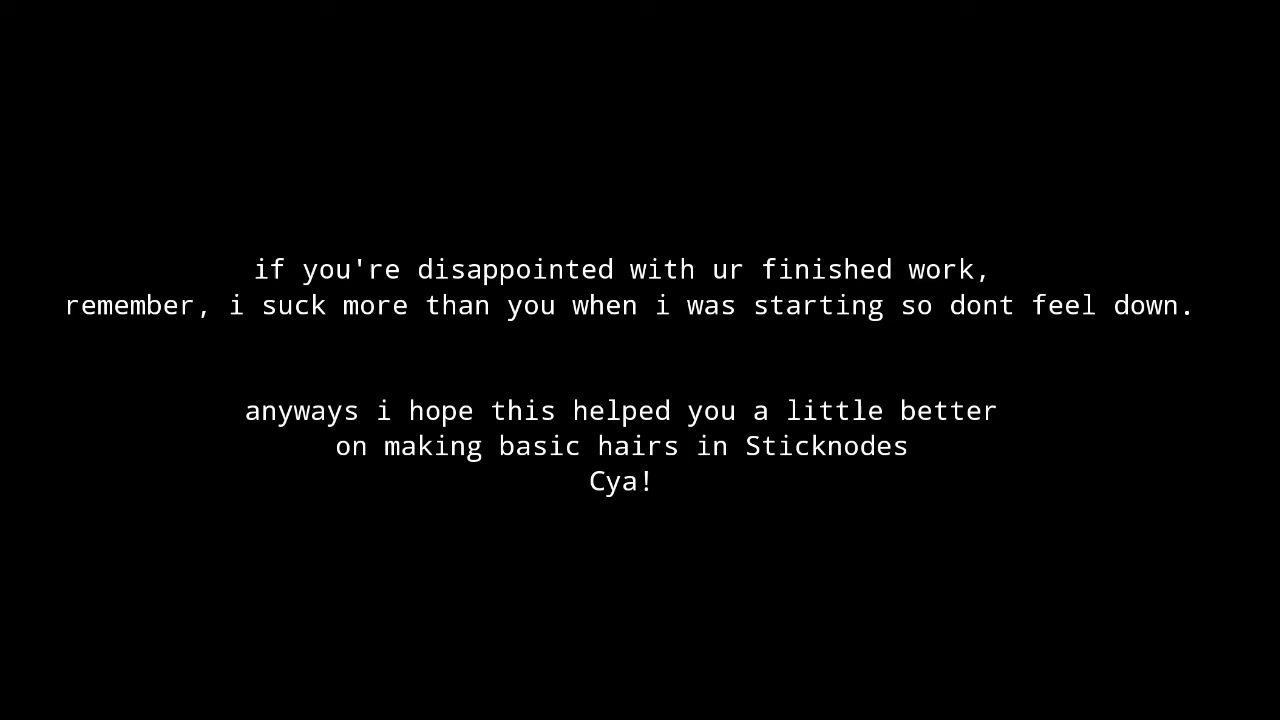 if you're disappointed with ur finished work,
remember, i suck more than you when i was starting so dont feel down.
anyways i hope this helped you a little better
on making basic hairs in Sticknodes
Cya!